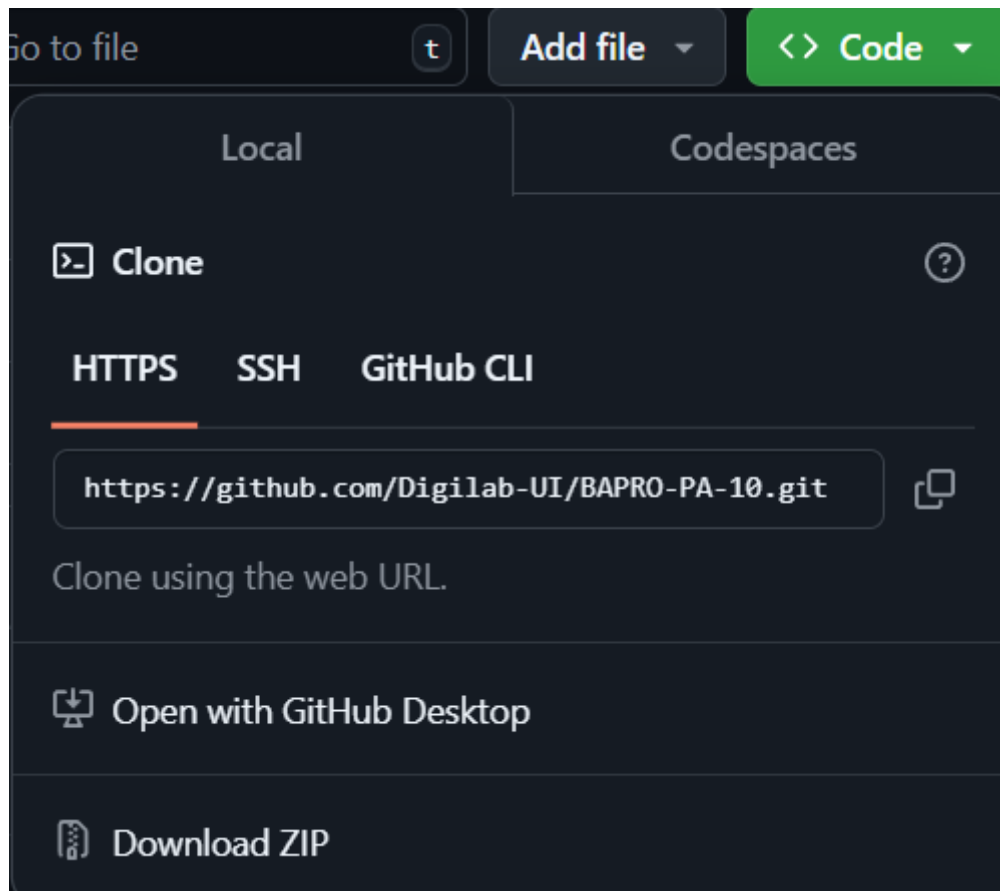 Go to file t Add file Code
Local Codespaces
Clone
HTTPS SSH GitHub CLI
https://github.com/Digilab-UI/BAPRO-PA-10.git
Clone using the web URL.
Open with GitHub Desktop
Download ZIP